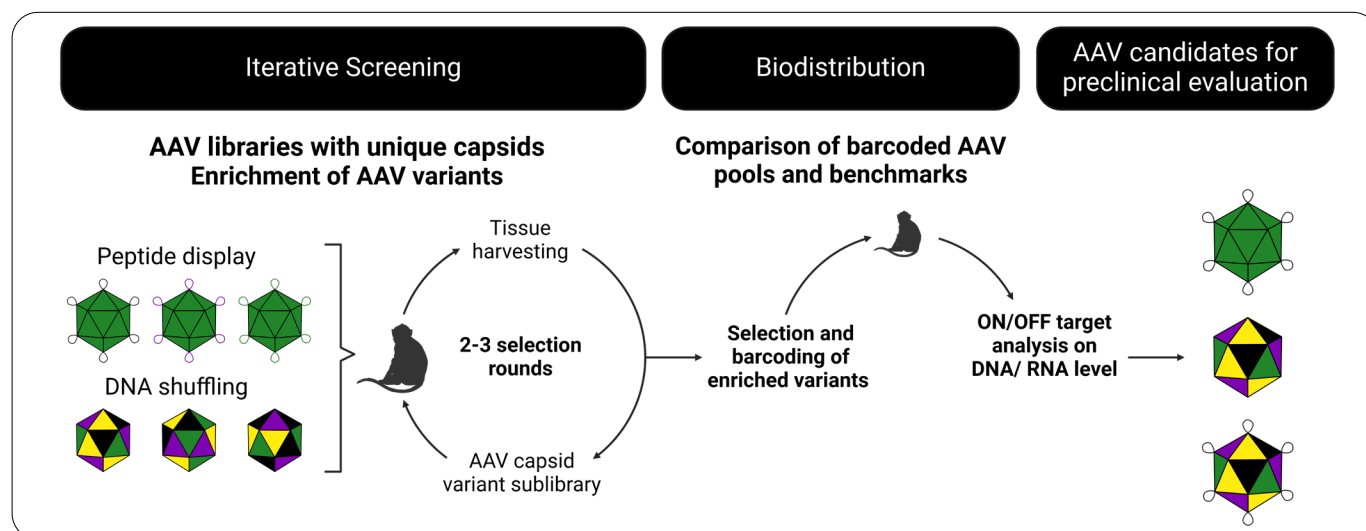 Iterative Screening
Biodistribution
AAV candidates for
preclinical evaluation
AAV libraries with unique capsids
Enrichment of AAV variants
Comparison of barcoded AAV
pools and benchmarks
Peptide display
DNA shuffling
Tissue
harvesting
2-3 selection
rounds
AAV capsid
variant sublibrary
Selection and
barcoding of
enriched variants
ON/OFF target
analysis on
DNA/ RNA level